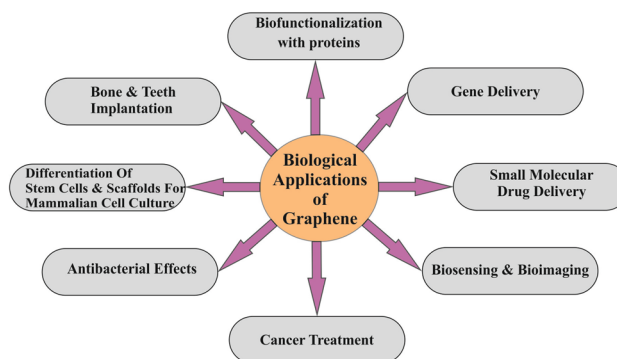 Biofunctionalization
with proteins
Bone & Teeth
Implantation
Gene Delivery
Biological
Applications
of
Graphene
Differentiation Of
Stem Cells & Scaffolds For
Mammalian Cell Culture
Small Molecular
Drug Delivery
Antibacterial Effects
Biosensing & Bioimaging
Cancer Treatment